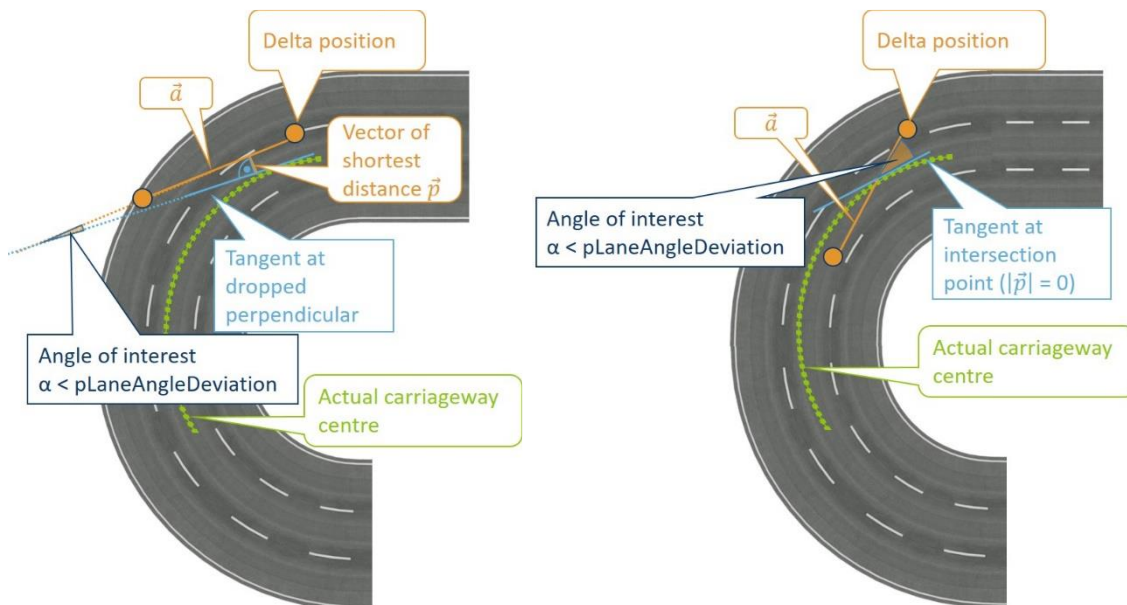 Delta position
a⃗
Vector of
shortest
distance p⃗
Tangent at
dropped
perpendicular
Angle of interest
α < pLaneAngleDeviation
Actual carriageway
centre
Delta position
a⃗
Angle of interest
α < pLaneAngleDeviation
Tangent at
intersection
point (|p⃗| = 0)
Actual carriageway
centre